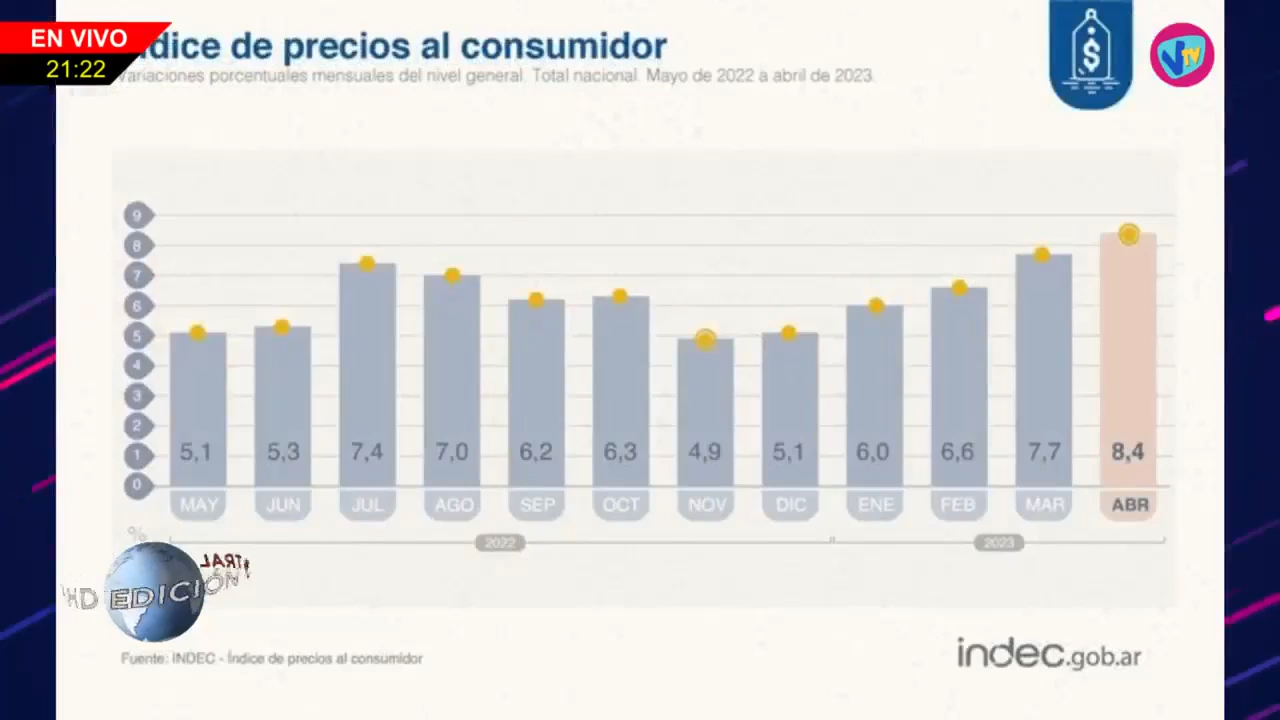 EN VIVO
21:22
dice de precios al consumidor
variaciones porcentuales mensuales del nivel general. Total nacional. Mayo de 2022 a abril de 2023.
$
VTV
9
8
7
6
5
4
3
2
1
0
5,1 5,3 7,4 7,0 6,2 6,3 4,9 5,1 6,0 6,6 7,7 8,4
MAY JUN JUL AGO SEP OCT NOV DIC ENE FEB MAR ABR
%
2022 2023
TRAL
HD EDICIÓN
Fuente: INDEC - Índice de precios al consumidor
indec.gob.ar